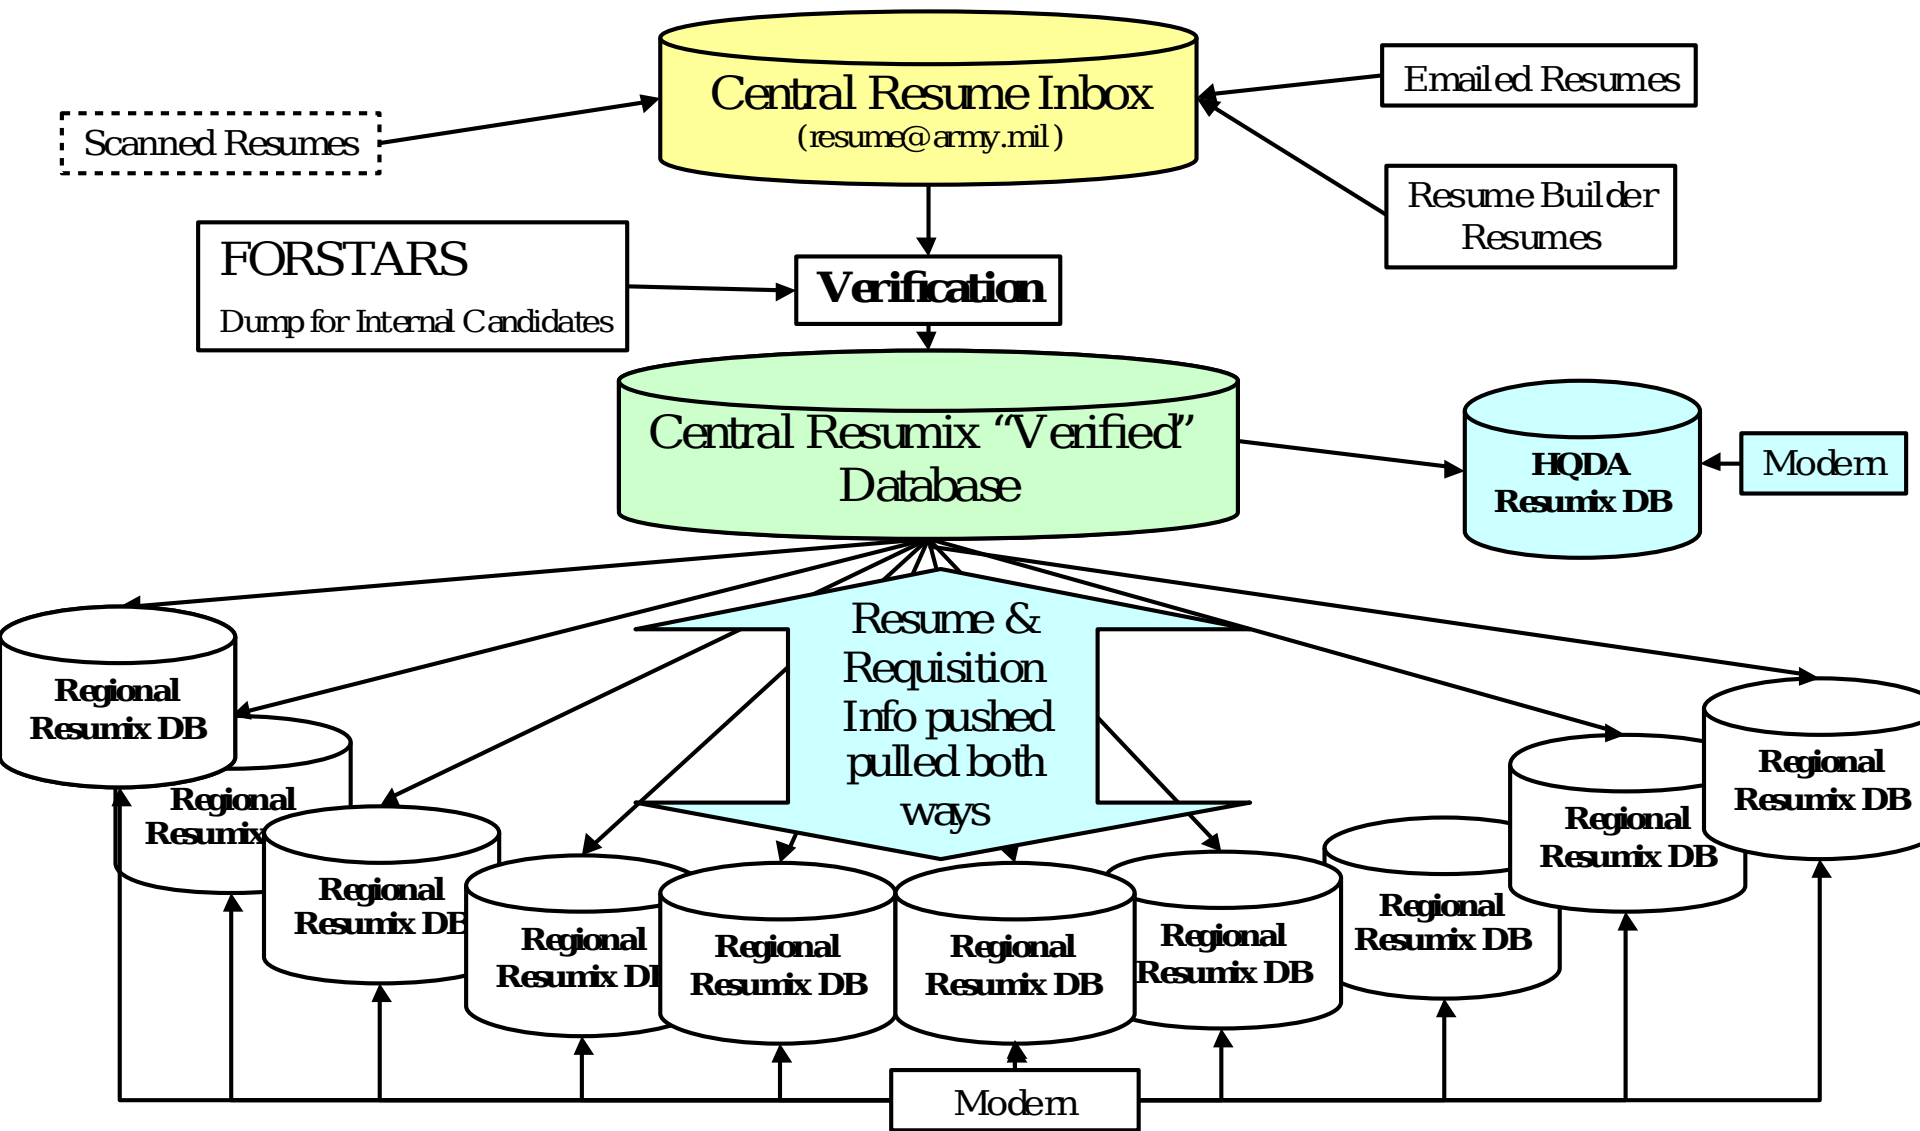 Central Resume Inbox
(resume@army.mil)
Emailed Resumes
Scanned Resumes
Resume Builder
Resumes
FORSTARS
Dump for Internal Candidates
Verification
Central Resumix “Verified”
Database
HQDA
Resumix DB
Modern
Resume &
Requisition
Info pushed
pulled both
ways
Regional
Resumix DB
Regional
Resumix
Regional
Resumix DB
Regional
Resumix DB
Regional
Resumix DB
Regional
Resumix DB
Regional
Resumix DB
Regional
Resumix DB
Regional
Resumix DB
Regional
Resumix DB
Modern